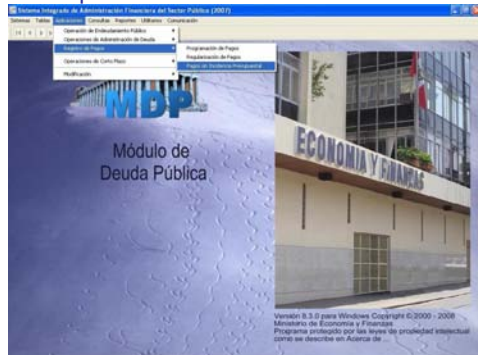 Sistema Integrado de Administración Financiera del Sector Público (2007)
Sistemas Tablas Aplicaciones Consultas Reportes Utilitarios Comunicación
Operación de Endeudamiento Público
Operaciones de Administración de Deuda
Registro de Pagos
Operaciones de Corto Plazo
Modificación
Programación de Pagos
Regularización de Pagos
Pagos sin Incidencia Presupuestal
MDP
Módulo de
Deuda Pública
ECONOMIA Y FINANZAS
Versión 8.3.0 para Windows Copyright © 2000 - 2008
Ministerio de Economía y Finanzas
Programa protegido por las leyes de propiedad intelectual
como se describe en Acerca de ...